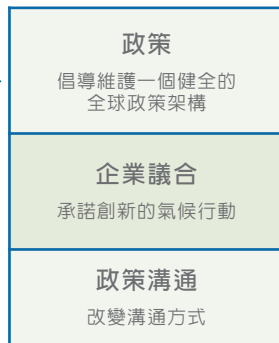 政策
倡導維護一個健全的
全球政策架構
企業議合
承諾創新的氣候行動
政策溝通
改變溝通方式